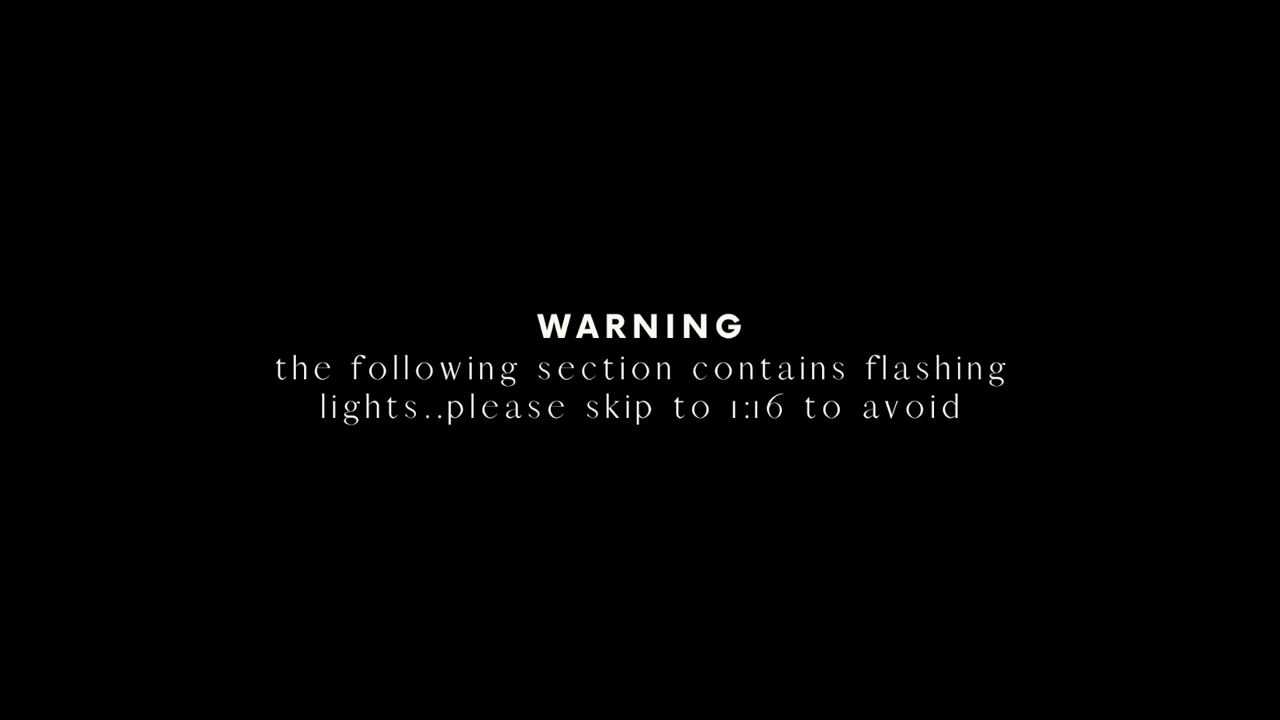 WARNING
the following section contains flashing
lights..please skip to 1:16 to avoid